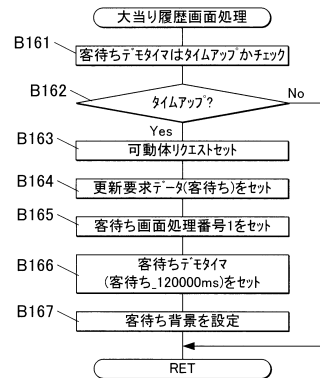 大当り履歴画面処理
B161
客待ちデモタイマはタイムアップかチェック
B162
タイムアップ?
No
Yes
B163
可動体リクエストセット
B164
更新要求データ(客待ち)をセット
B165
客待ち画面処理番号1をセット
B166
客待ちデモタイマ
(客待ち_120000ms)をセット
B167
客待ち背景を設定
RET